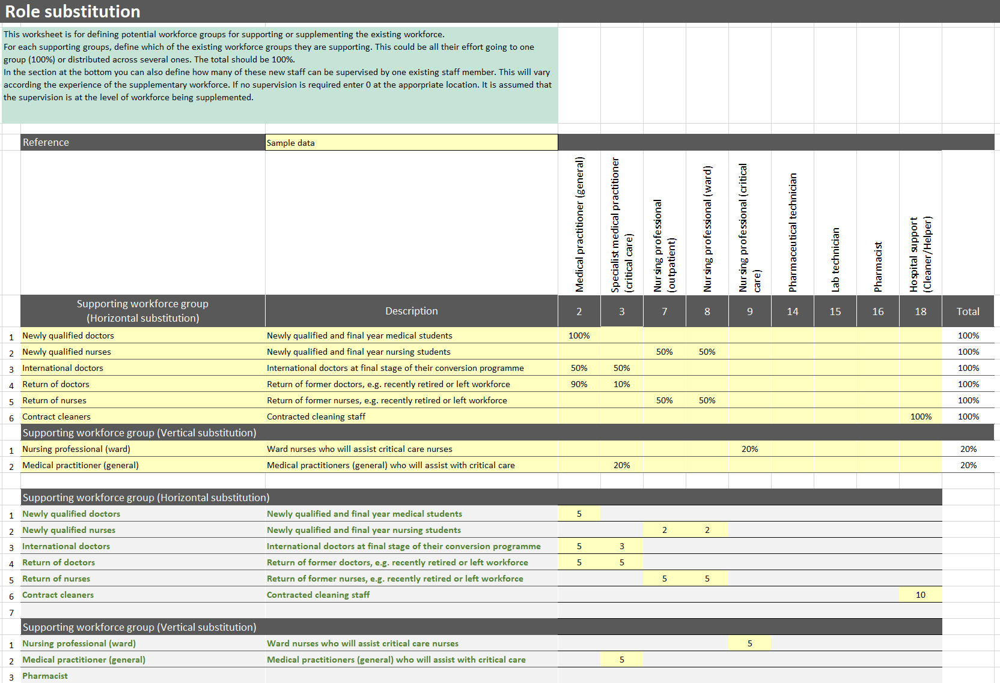 Role substitution
This worksheet is for defining potential workforce groups for supporting or supplementing the existing workforce.
For each supporting groups, define which of the existing workforce groups they are supporting. This could be all their effort going to one
group (100%) or distributed across several ones. The total should be 100%.
In the section at the bottom you can also define how many of these new staff can be supervised by one existing staff member. This will vary
according the experience of the supplementary workforce. If no supervision is required enter 0 at the apporpriate location. It is assumed that
the supervision is at the level of workforce being supplemented.
Reference Sample data
Medical practitioner (general)
Specialist medical practitioner
(critical care)
Nursing professional
(outpatient)
Nursing professional (ward)
Nursing professional (critical
care)
Pharmaceutical technician
Lab technician
Pharmacist
Hospital support
(Cleaner/Helper)
Supporting workforce group
(Horizontal substitution)
Description 2 3 7 8 9 14 15 16 18 Total
1 Newly qualified doctors Newly qualified and final year medical students 100% 100%
2 Newly qualified nurses Newly qualified and final year nursing students 50% 50% 100%
3 International doctors International doctors at final stage of their conversion programme 50% 50% 100%
4 Return of doctors Return of former doctors, e.g. recently retired or left workforce 90% 10% 100%
5 Return of nurses Return of former nurses, e.g. recently retired or left workforce 50% 50% 100%
6 Contract cleaners Contracted cleaning staff 100% 100%
Supporting workforce group (Vertical substitution)
1 Nursing professional (ward) Ward nurses who will assist critical care nurses 20% 20%
2 Medical practitioner (general) Medical practitioners (general) who will assist with critical care 20% 20%
Supporting workforce group (Horizontal substitution)
1 Newly qualified doctors Newly qualified and final year medical students 5
2 Newly qualified nurses Newly qualified and final year nursing students 2 2
3 International doctors International doctors at final stage of their conversion programme 5 3
4 Return of doctors Return of former doctors, e.g. recently retired or left workforce 5 5
5 Return of nurses Return of former nurses, e.g. recently retired or left workforce 5 5
6 Contract cleaners Contracted cleaning staff 10
7
Supporting workforce group (Vertical substitution)
1 Nursing professional (ward) Ward nurses who will assist critical care nurses 5
2 Medical practitioner (general) Medical practitioners (general) who will assist with critical care 5
3 Pharmacist